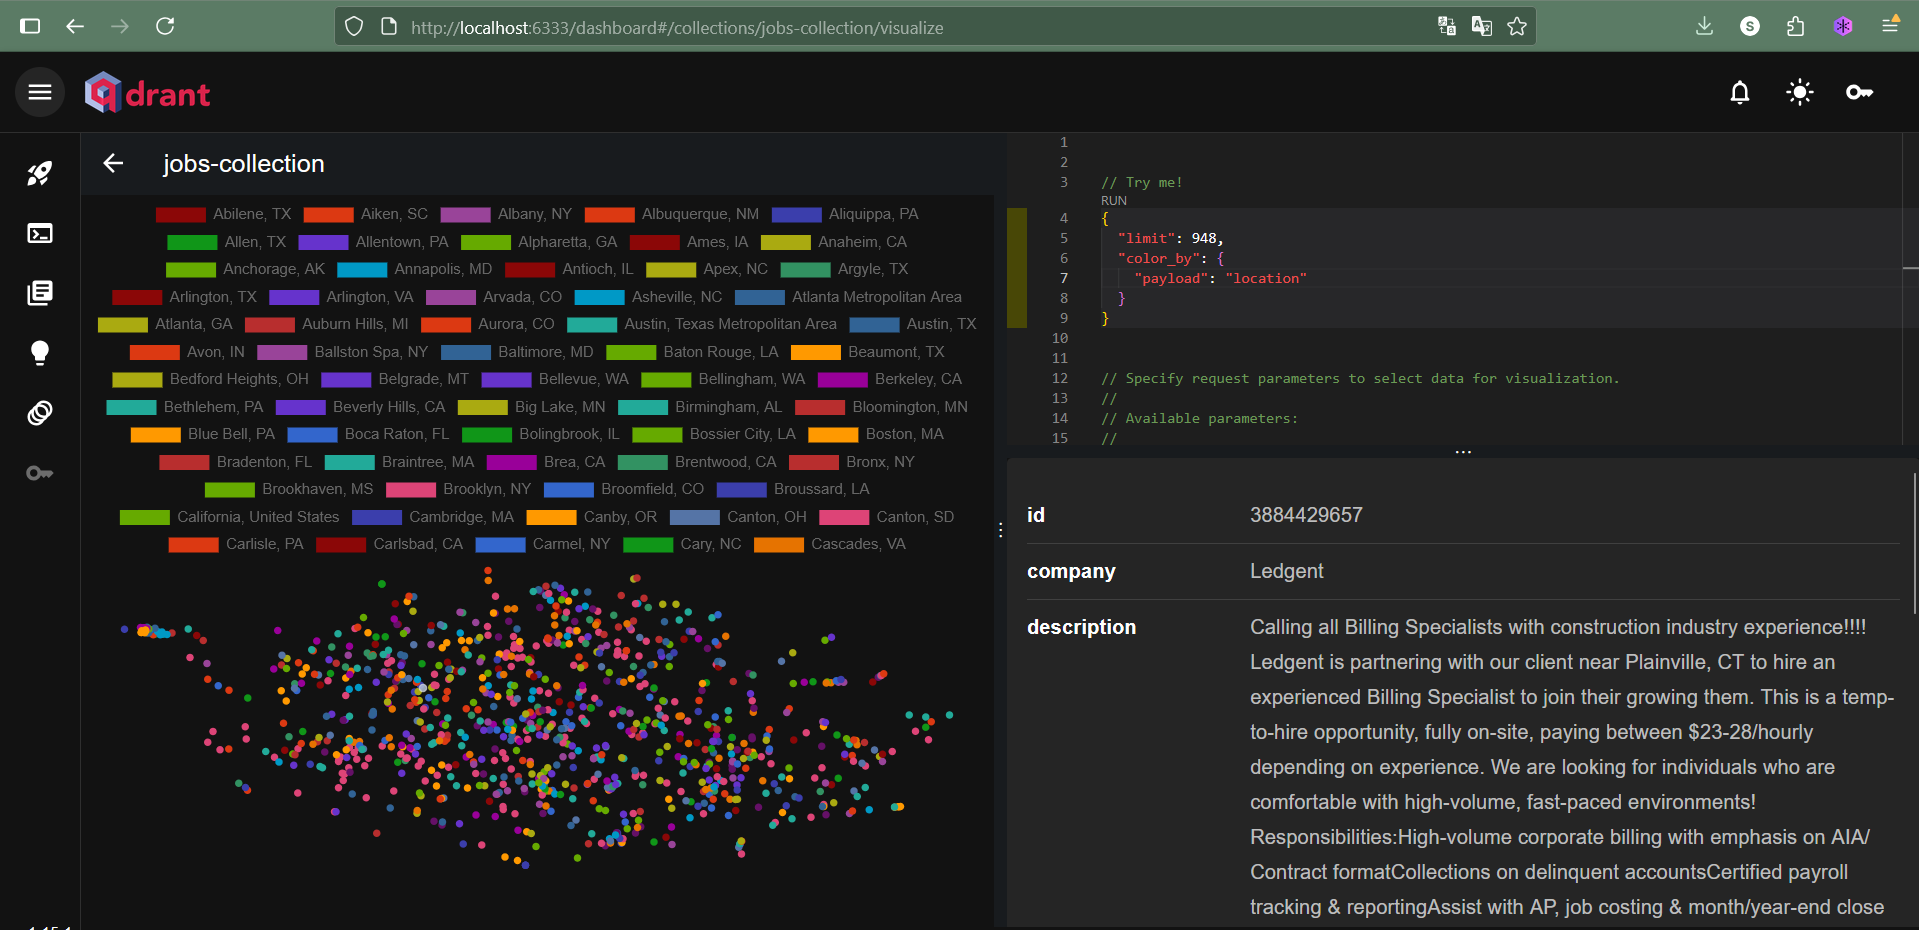 http://localhost:6333/dashboard#/collections/jobs-collection/visualize
S
qdrant
jobs-collection
Abilene, TX Aiken, SC Albany, NY Albuquerque, NM Aliquippa, PA
Allen, TX Allentown, PA Alpharetta, GA Ames, IA Anaheim, CA
Anchorage, AK Annapolis, MD Antioch, IL Apex, NC Argyle, TX
Arlington, TX Arlington, VA Arvada, CO Asheville, NC Atlanta Metropolitan Area
Atlanta, GA Auburn Hills, MI Aurora, CO Austin, Texas Metropolitan Area Austin, TX
Avon, IN Ballston Spa, NY Baltimore, MD Baton Rouge, LA Beaumont, TX
Bedford Heights, OH Belgrade, MT Bellevue, WA Bellingham, WA Berkeley, CA
Bethlehem, PA Beverly Hills, CA Big Lake, MN Birmingham, AL Bloomington, MN
Blue Bell, PA Boca Raton, FL Bolingbrook, IL Bossier City, LA Boston, MA
Bradenton, FL Braintree, MA Brea, CA Brentwood, CA Bronx, NY
Brookhaven, MS Brooklyn, NY Broomfield, CO Broussard, LA
California, United States Cambridge, MA Canby, OR Canton, OH Canton, SD
Carlisle, PA Carlsbad, CA Carmel, NY Cary, NC Cascades, VA
1
2
3 // Try me!
RUN
4 {
5 "limit": 948,
6 "color_by": {
7 "payload": "location"
8 }
9 }
10
11
12 // Specify request parameters to select data for visualization.
13 //
14 // Available parameters:
15 //
id 3884429657
company Ledgent
description Calling all Billing Specialists with construction industry experience!!!!
Ledgent is partnering with our client near Plainville, CT to hire an
experienced Billing Specialist to join their growing them. This is a temp-
to-hire opportunity, fully on-site, paying between $23-28/hourly
depending on experience. We are looking for individuals who are
comfortable with high-volume, fast-paced environments!
Responsibilities:High-volume corporate billing with emphasis on AIA/
Contract formatCollections on delinquent accountsCertified payroll
tracking & reportingAssist with AP, job costing & month/year-end close